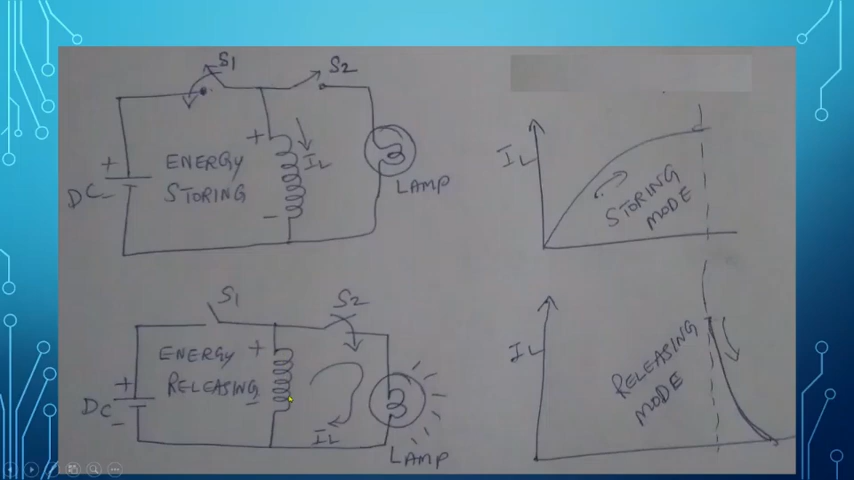 S1
S2
+
ENERGY
STORING
+
IL
-
+
DC-
LAMP
IL
STORING
MODE
S1
S2
ENERGY
RELEASING
+
-
+
DC
-
IL
LAMP
IL
RELEASING
MODE